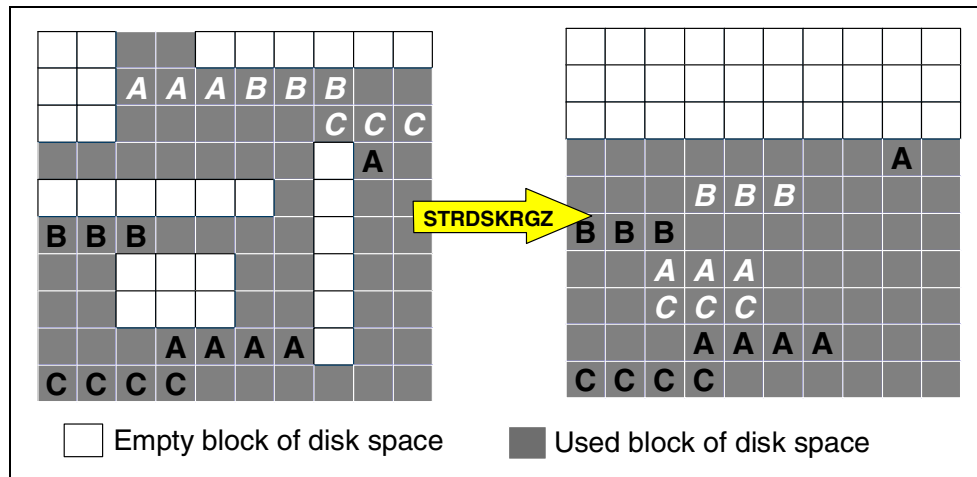 A A A B B B
C C C
A
B B B
A A A A
C C C C
STRDSKRGZ
A
B B B
B B B
A A A
C C C
A A A A
C C C C
Empty block of disk space
Used block of disk space